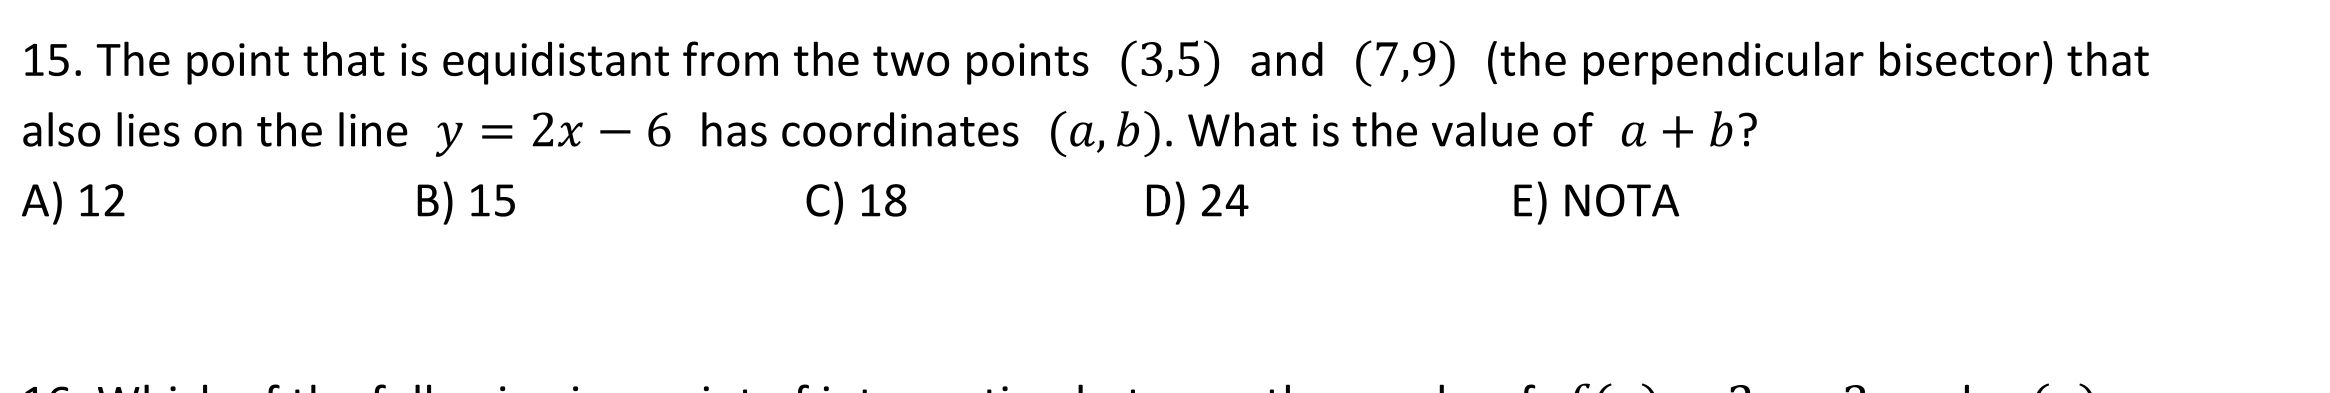 15. The point that is equidistant from the two points (3,5) and (7,9) (the perpendicular bisector) that
also lies on the line y = 2x − 6 has coordinates (a, b). What is the value of a + b?
A) 12 B) 15 C) 18 D) 24 E) NOTA